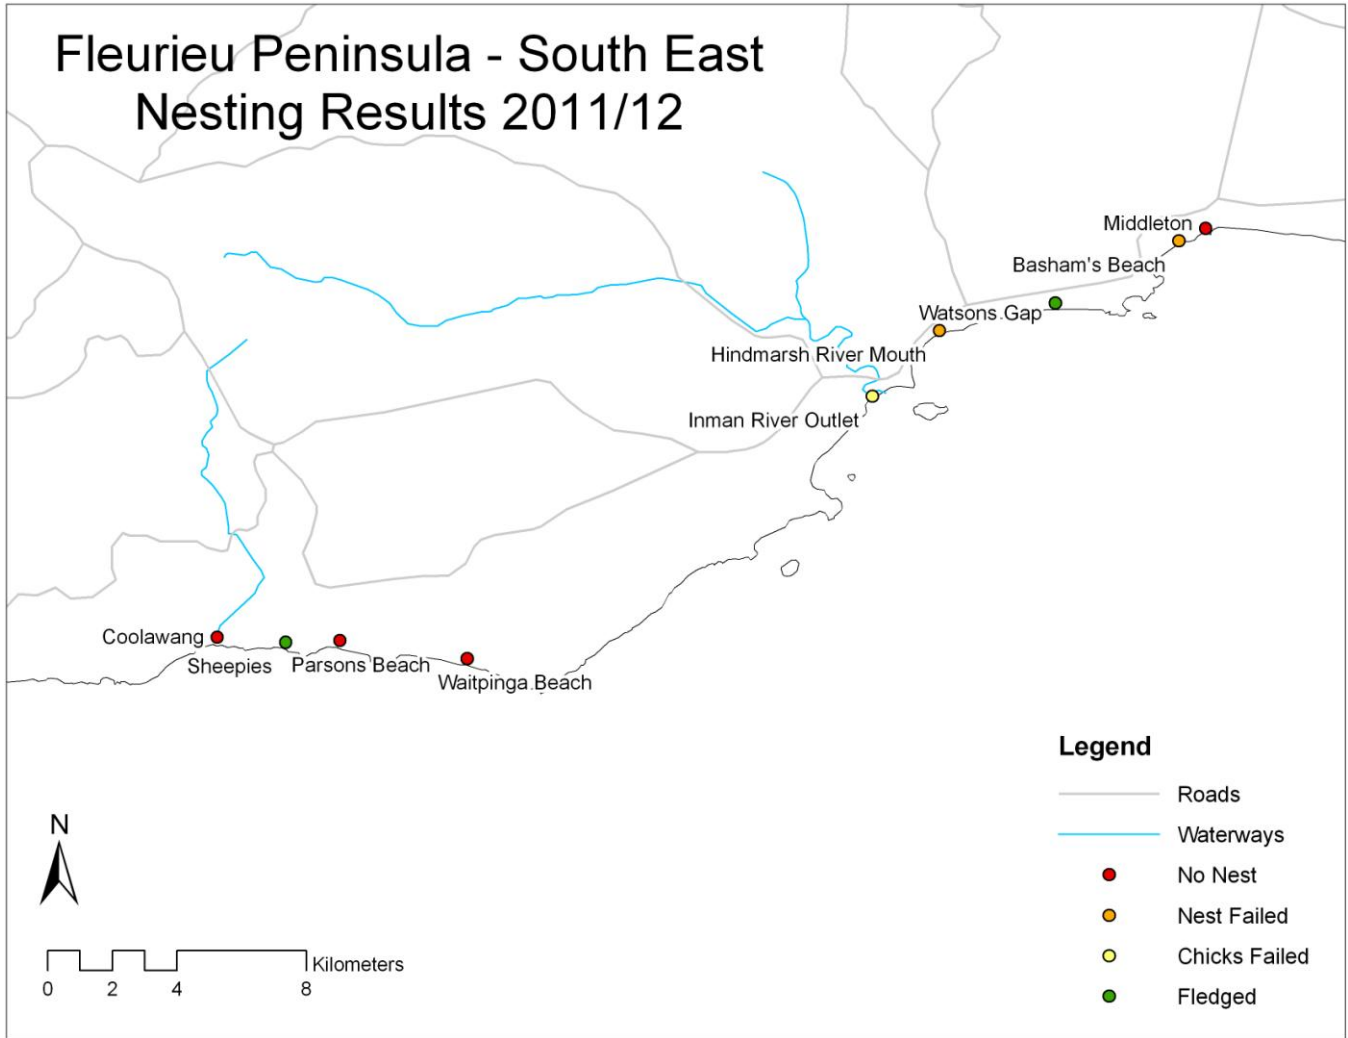 Fleurieu Peninsula - South East
Nesting Results 2011/12
Middleton
Basham's Beach
Watsons Gap
Hindmarsh River Mouth
Inman River Outlet
Coolawang
Sheepies
Parsons Beach
Waitpinga Beach
Legend
Roads
Waterways
No Nest
Nest Failed
Chicks Failed
Fledged
N
Kilometers
0 2 4 8